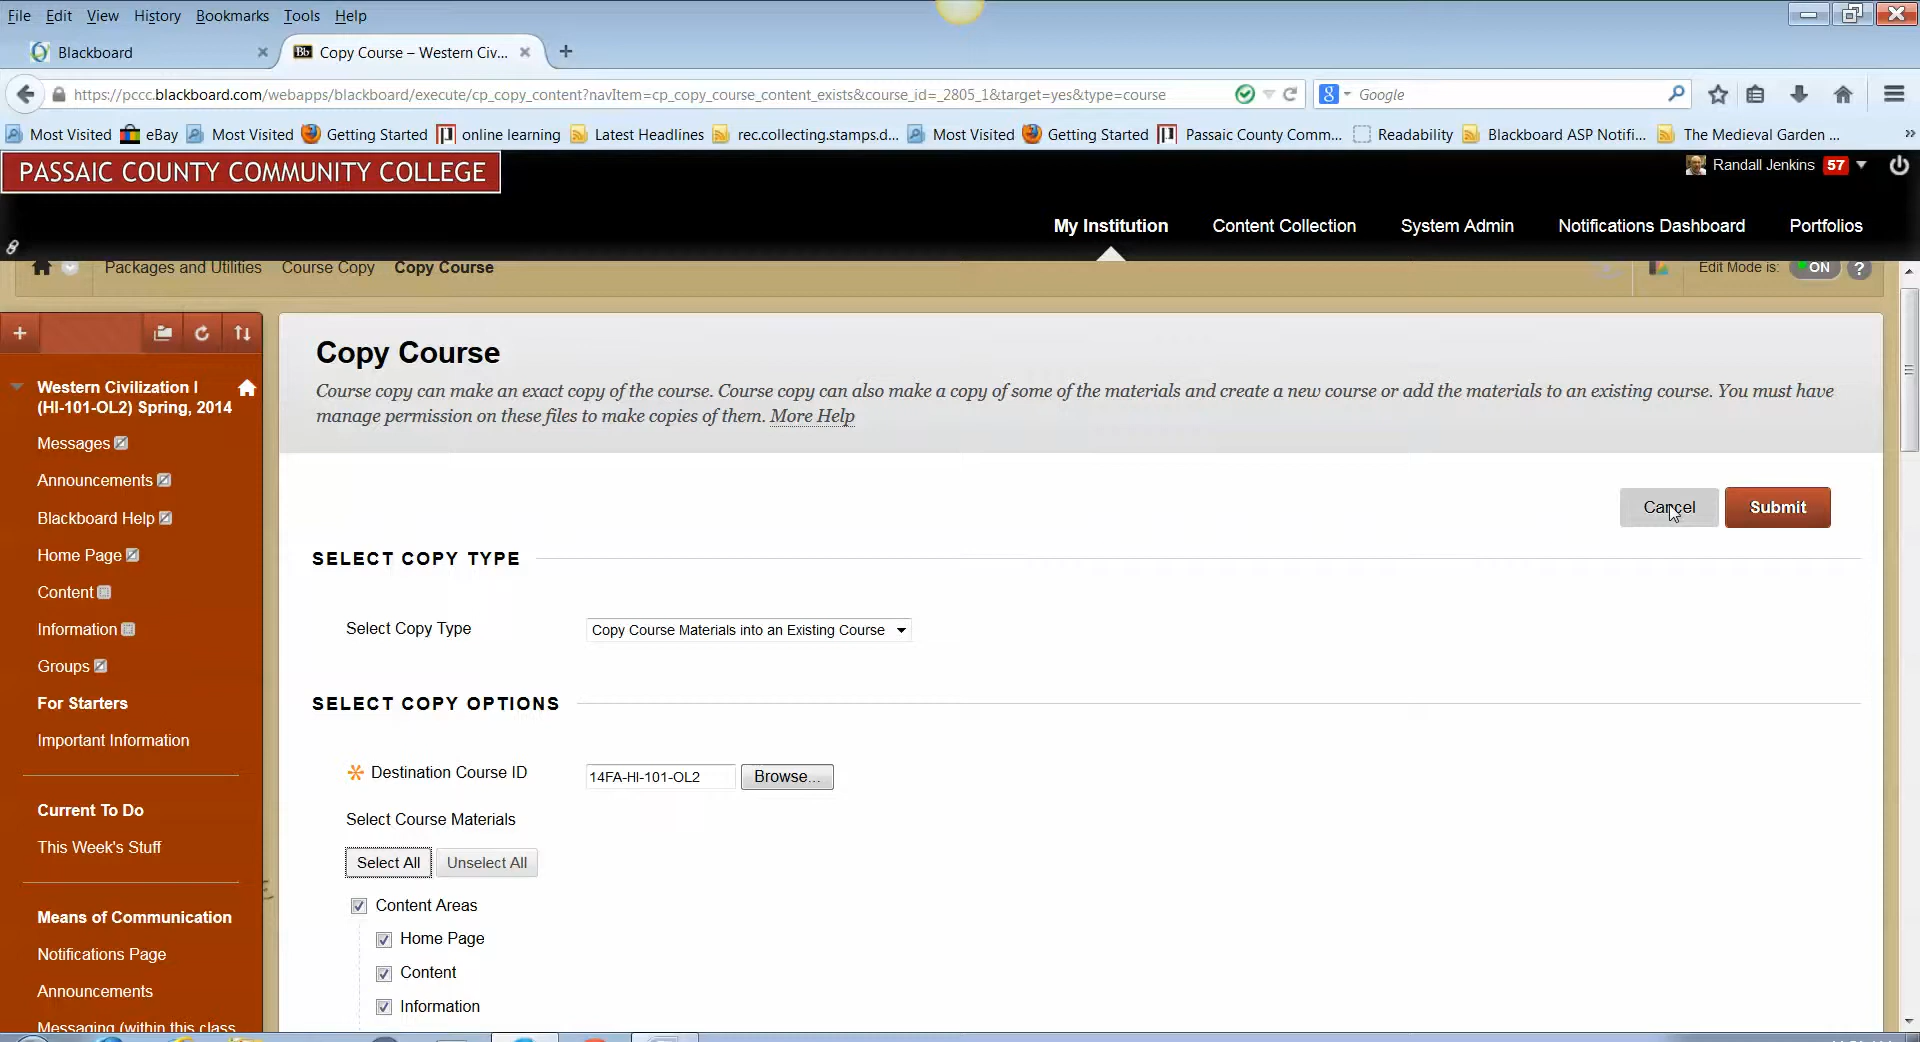 File Edit View History Bookmarks Tools Help
Blackboard Copy Course – Western Civ...
https://pccc.blackboard.com/webapps/blackboard/execute/cp_copy_content?navItem=cp_copy_course_content_exists&course_id=_2805_1&target=yes&type=course Google
Most Visited eBay Most Visited Getting Started online learning Latest Headlines rec.collecting.stamps.d... Most Visited Getting Started Passaic County Comm... Readability Blackboard ASP Notifi... The Medieval Garden ...
PASSAIC COUNTY COMMUNITY COLLEGE
Randall Jenkins 57
My Institution Content Collection System Admin Notifications Dashboard Portfolios
Packages and Utilities Course Copy Copy Course Edit Mode is: ON ?
Western Civilization I
(HI-101-OL2) Spring, 2014
Messages
Announcements
Blackboard Help
Home Page
Content
Information
Groups
For Starters
Important Information
Current To Do
This Week's Stuff
Means of Communication
Notifications Page
Announcements
Messaging (within this class
Copy Course
Course copy can make an exact copy of the course. Course copy can also make a copy of some of the materials and create a new course or add the materials to an existing course. You must have
manage permission on these files to make copies of them. More Help
Cancel Submit
SELECT COPY TYPE
Select Copy Type Copy Course Materials into an Existing Course
SELECT COPY OPTIONS
Destination Course ID 14FA-HI-101-OL2 Browse...
Select Course Materials
Select All Unselect All
Content Areas
Home Page
Content
Information